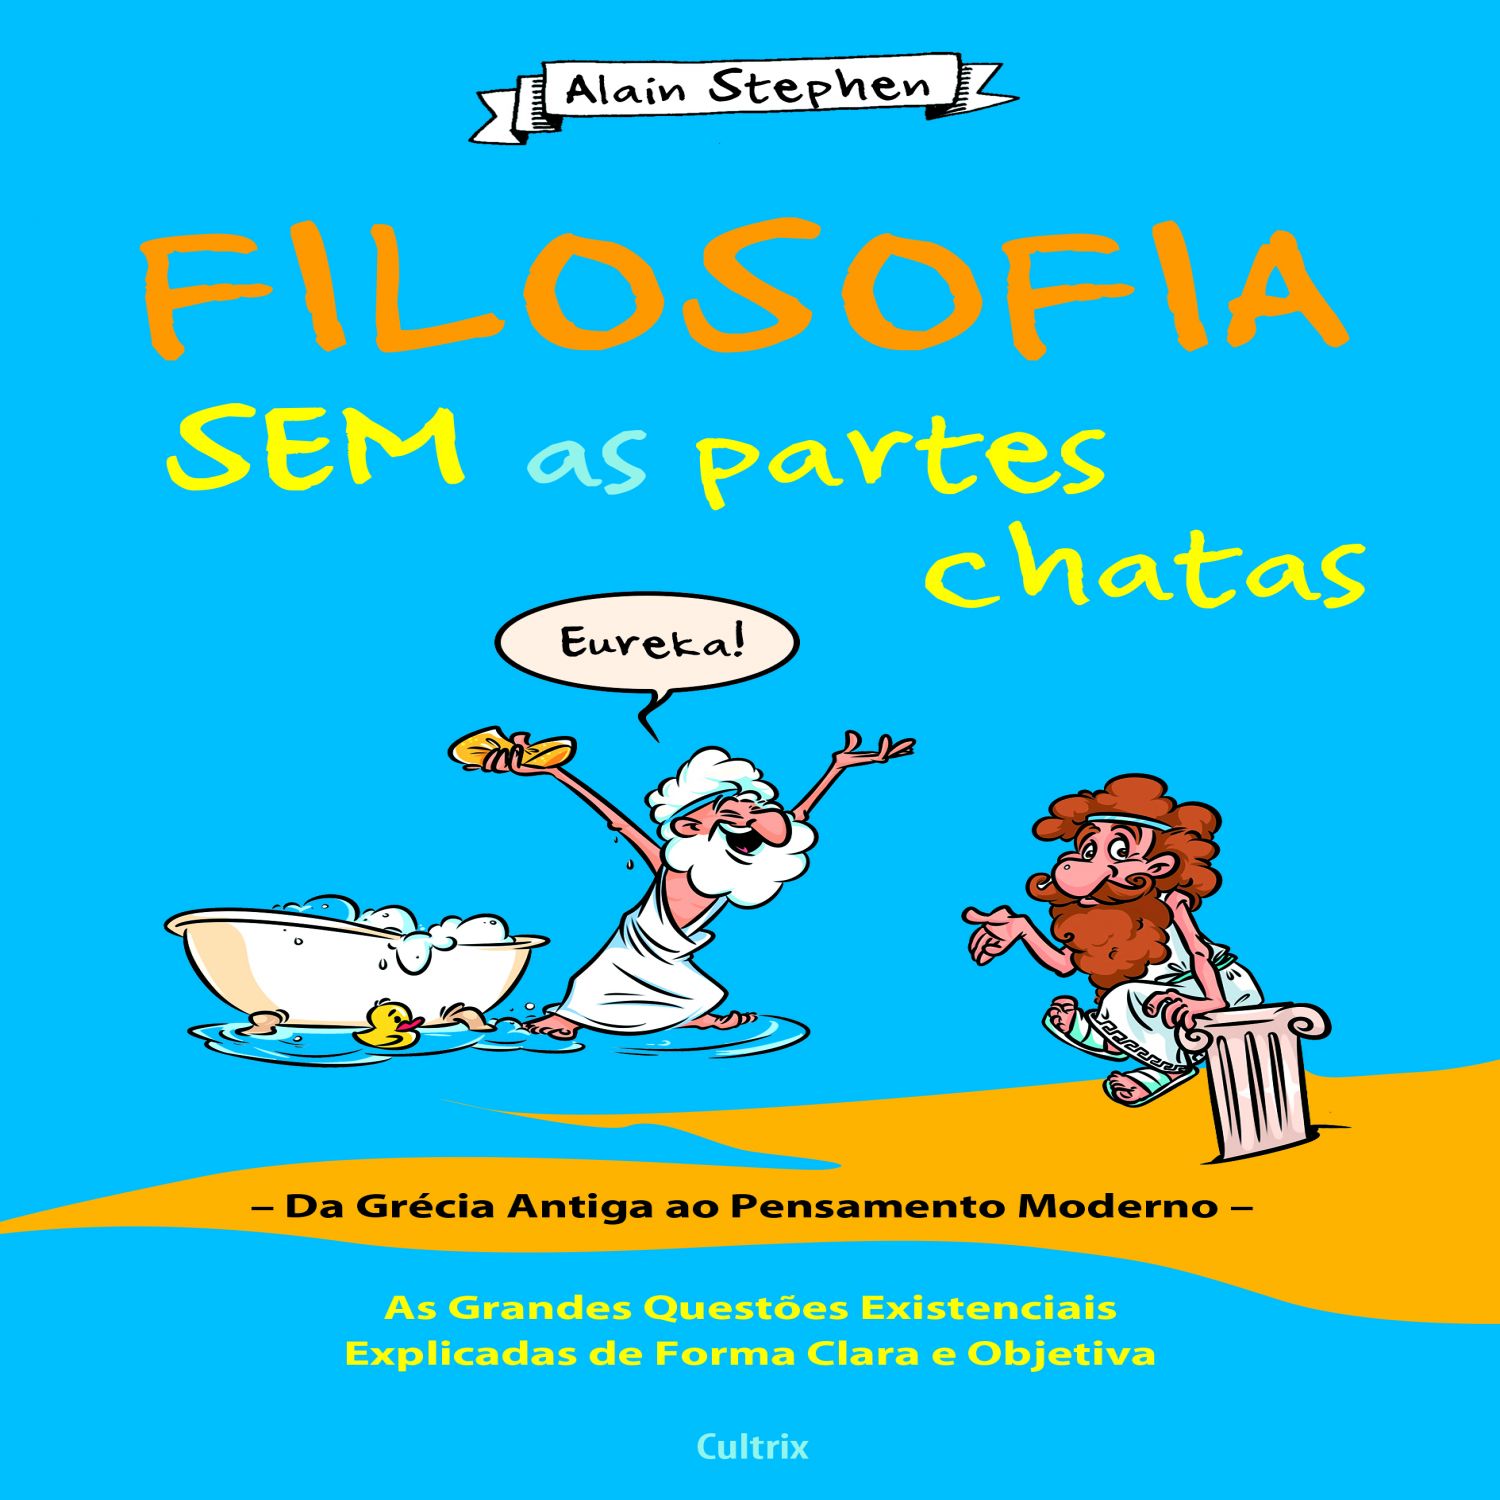 Alain Stephen
FILOSOFIA
SEM as partes
chatas
Eureka!
– Da Grécia Antiga ao Pensamento Moderno –
As Grandes Questões Existenciais
Explicadas de Forma Clara e Objetiva
Cultrix